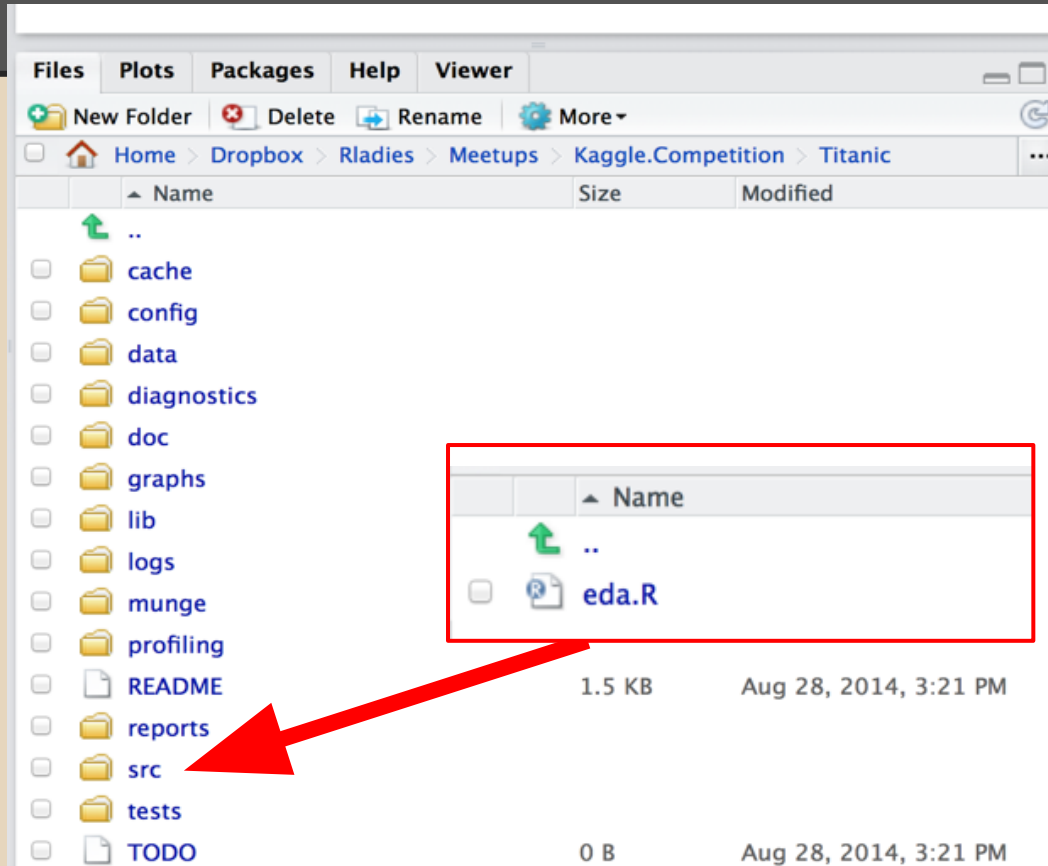 Files Plots Packages Help Viewer
New Folder Delete Rename More
Home > Dropbox > Rladies > Meetups > Kaggle.Competition > Titanic ...
Name Size Modified
..
cache
config
data
diagnostics
doc
graphs
lib
logs
munge
profiling
README 1.5 KB Aug 28, 2014, 3:21 PM
reports
src
tests
TODO 0 B Aug 28, 2014, 3:21 PM
Name
..
R eda.R